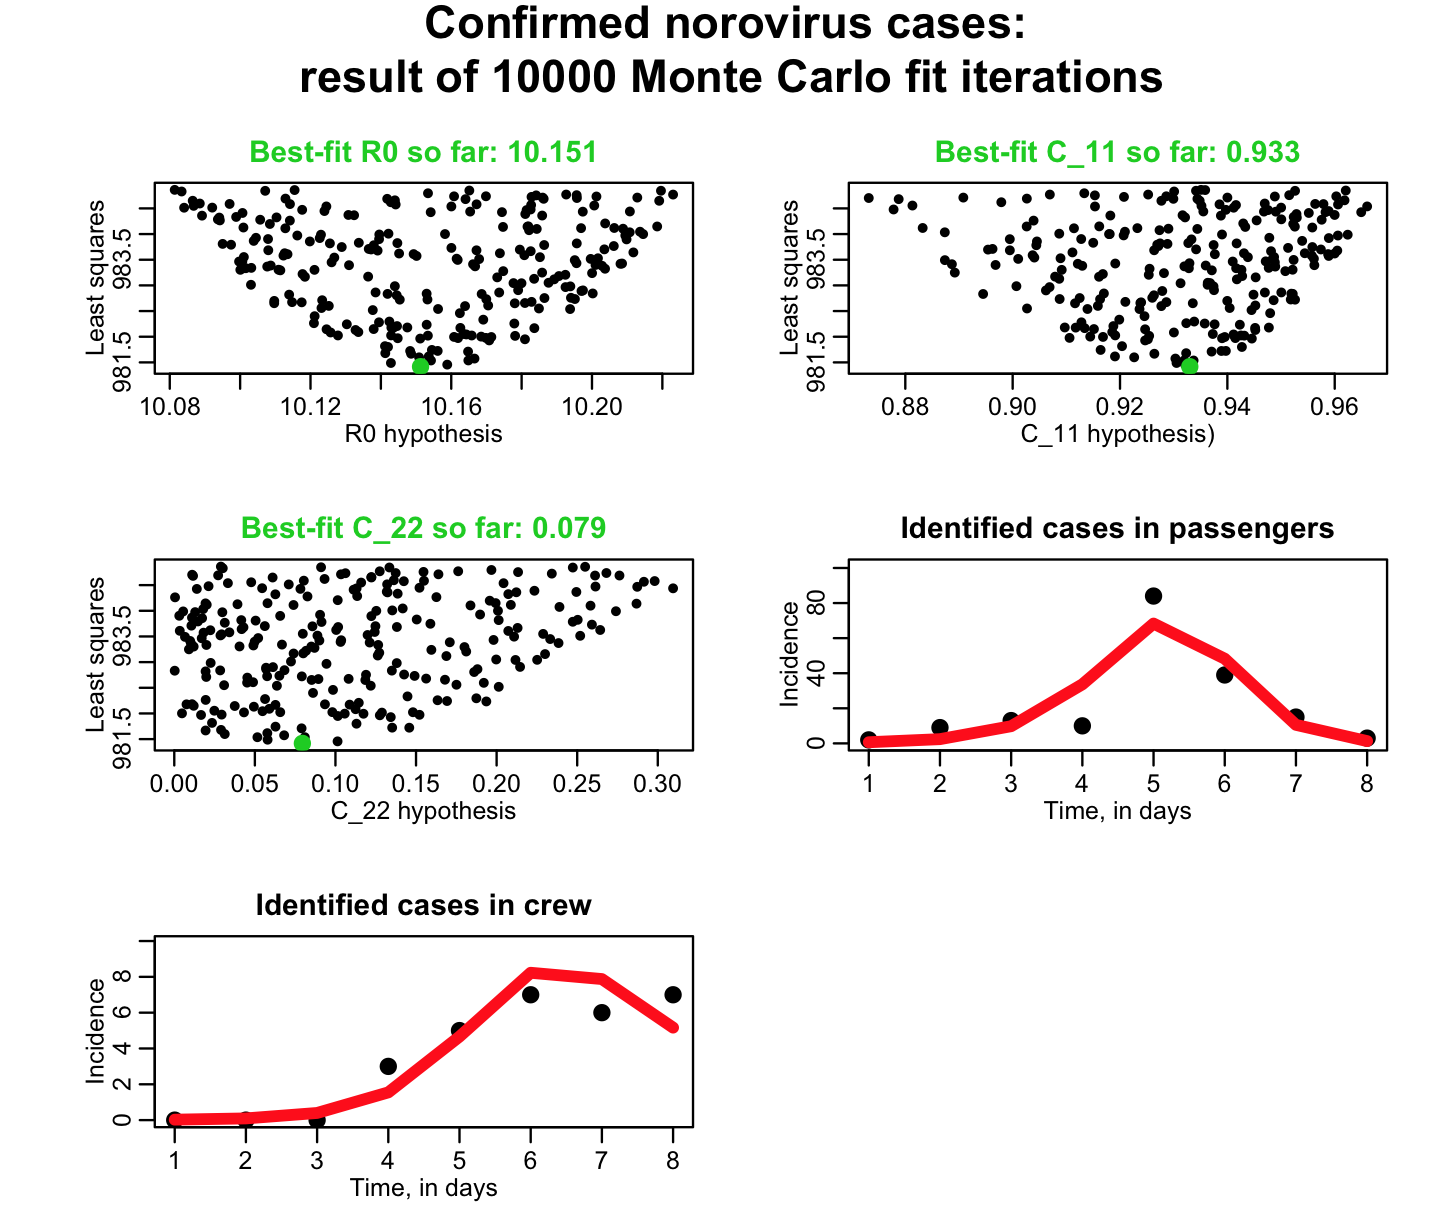 Confirmed norovirus cases:
result of 10000 Monte Carlo fit iterations
Best-fit R0 so far: 10.151
Least squares
981.5 983.5
10.08 10.12 10.16 10.20
R0 hypothesis
Best-fit C_11 so far: 0.933
Least squares
981.5 983.5
0.88 0.90 0.92 0.94 0.96
C_11 hypothesis)
Best-fit C_22 so far: 0.079
Least squares
981.5 983.5
0.00 0.05 0.10 0.15 0.20 0.25 0.30
C_22 hypothesis
Identified cases in passengers
Incidence
0 40 80
1 2 3 4 5 6 7 8
Time, in days
Identified cases in crew
Incidence
0 2 4 6 8
1 2 3 4 5 6 7 8
Time, in days